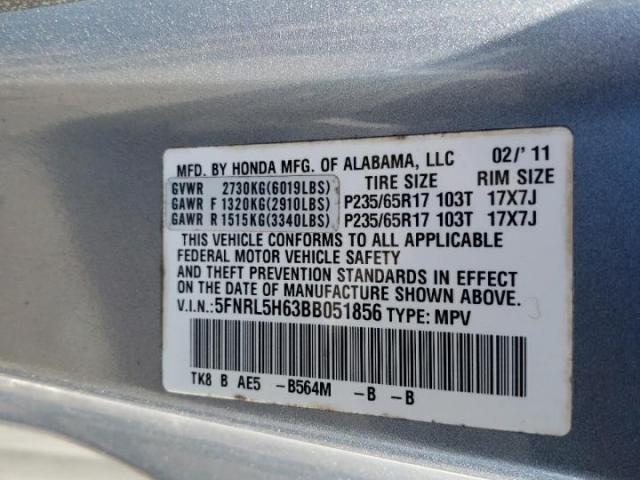 MFD. BY HONDA MFG. OF ALABAMA, LLC 02/'11
GVWR 2730KG(6019LBS) TIRE SIZE RIM SIZE
GAWR F 1320KG(2910LBS) P235/65R17 103T 17X7J
GAWR R 1515KG(3340LBS) P235/65R17 103T 17X7J
THIS VEHICLE CONFORMS TO ALL APPLICABLE
FEDERAL MOTOR VEHICLE SAFETY
AND THEFT PREVENTION STANDARDS IN EFFECT
ON THE DATE OF MANUFACTURE SHOWN ABOVE.
V.I.N.:5FNRL5H63BB051856 TYPE: MPV
TK8 B AE5 -B564M -B -B